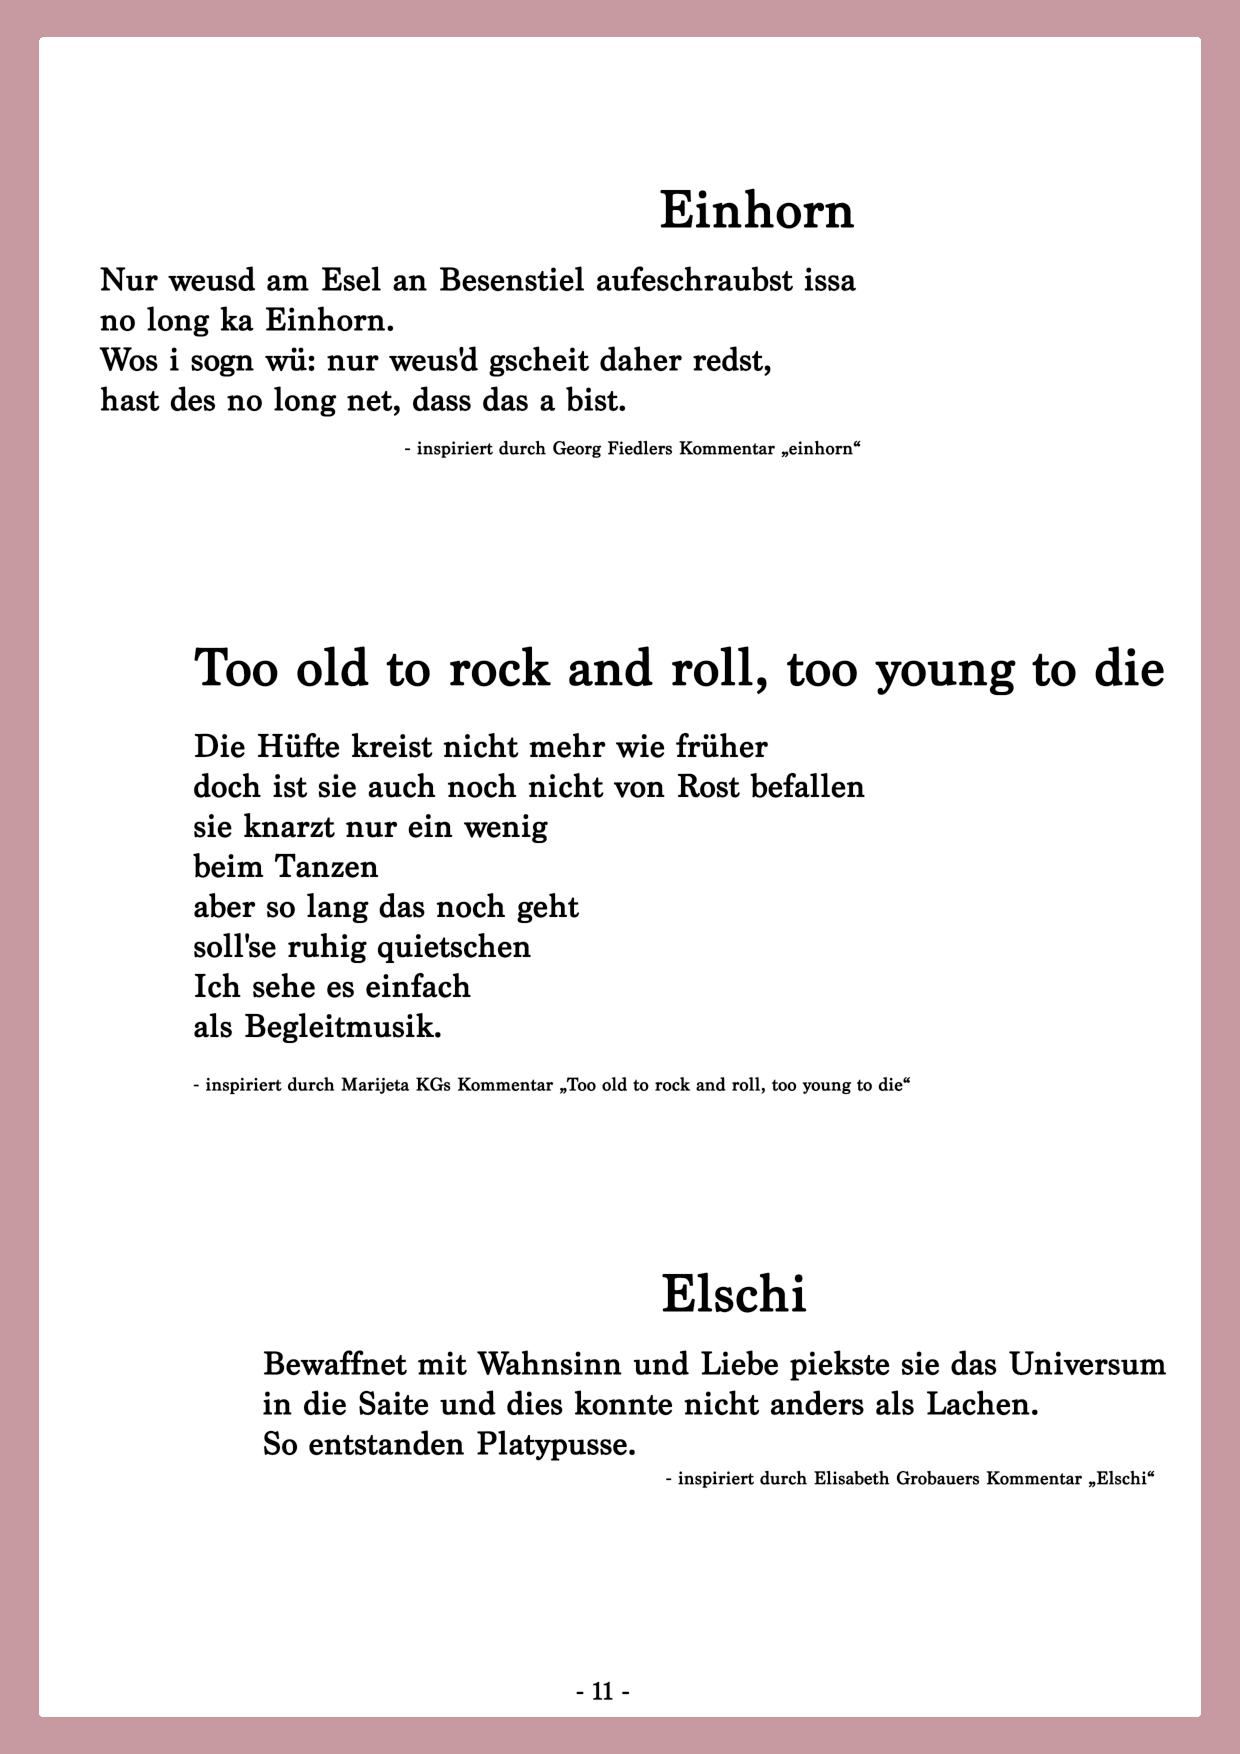 Einhorn
Nur weusd am Esel an Besenstiel aufeschraubst issa
no long ka Einhorn.
Wos i sogn wü: nur weus'd gscheit daher redst,
hast des no long net, dass das a bist.
- inspiriert durch Georg Fiedlers Kommentar „einhorn“
Too old to rock and roll, too young to die
Die Hüfte kreist nicht mehr wie früher
doch ist sie auch noch nicht von Rost befallen
sie knarzt nur ein wenig
beim Tanzen
aber so lang das noch geht
soll'se ruhig quietschen
Ich sehe es einfach
als Begleitmusik.
- inspiriert durch Marijeta KGs Kommentar „Too old to rock and roll, too young to die“
Elschi
Bewaffnet mit Wahnsinn und Liebe piekste sie das Universum
in die Saite und dies konnte nicht anders als Lachen.
So entstanden Platypusse.
- inspiriert durch Elisabeth Grobauers Kommentar „Elschi“
- 11 -